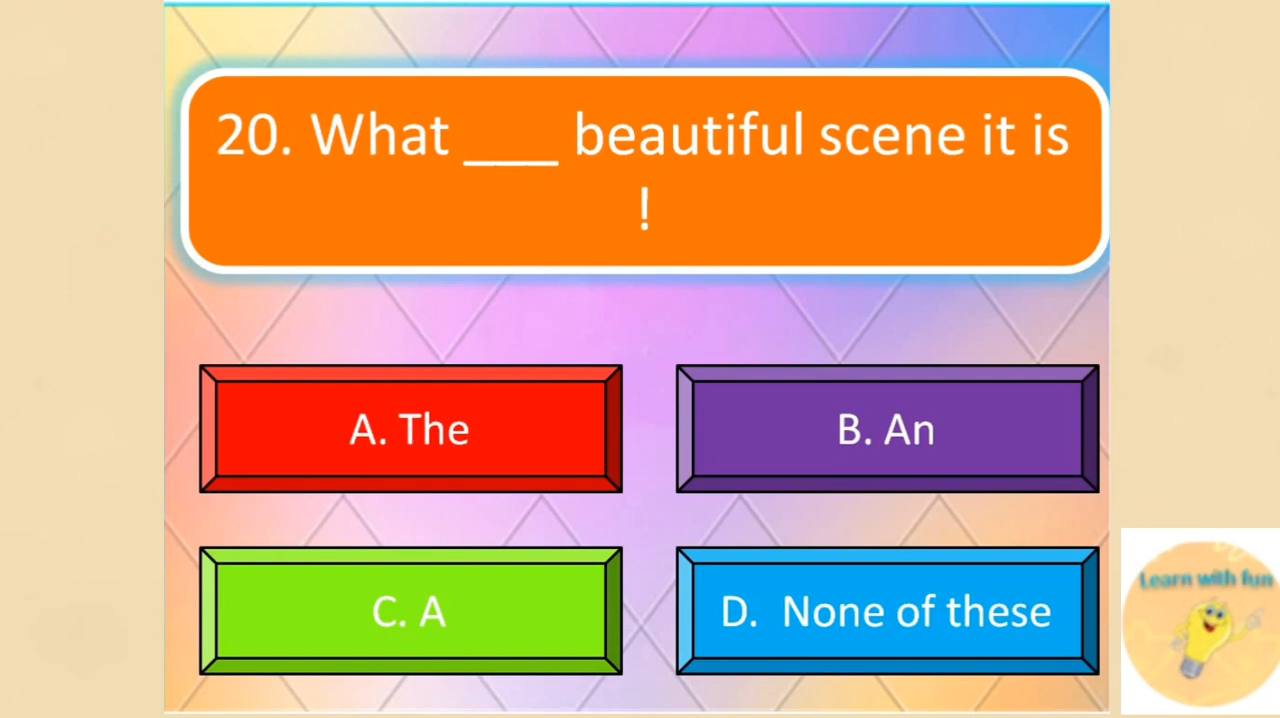 20. What ___ beautiful scene it is
!
A. The
B. An
C. A
D. None of these
Learn with fun